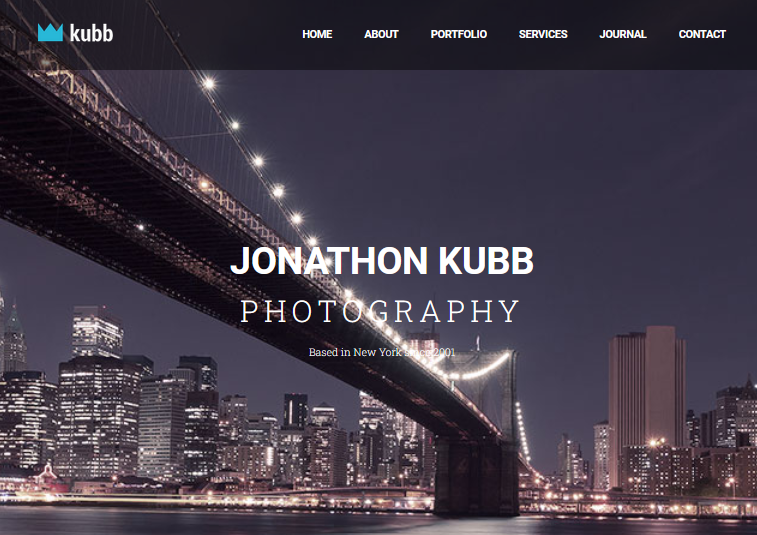 kubb
HOME ABOUT PORTFOLIO SERVICES JOURNAL CONTACT
JONATHON KUBB
PHOTOGRAPHY
Based in New York since 2001